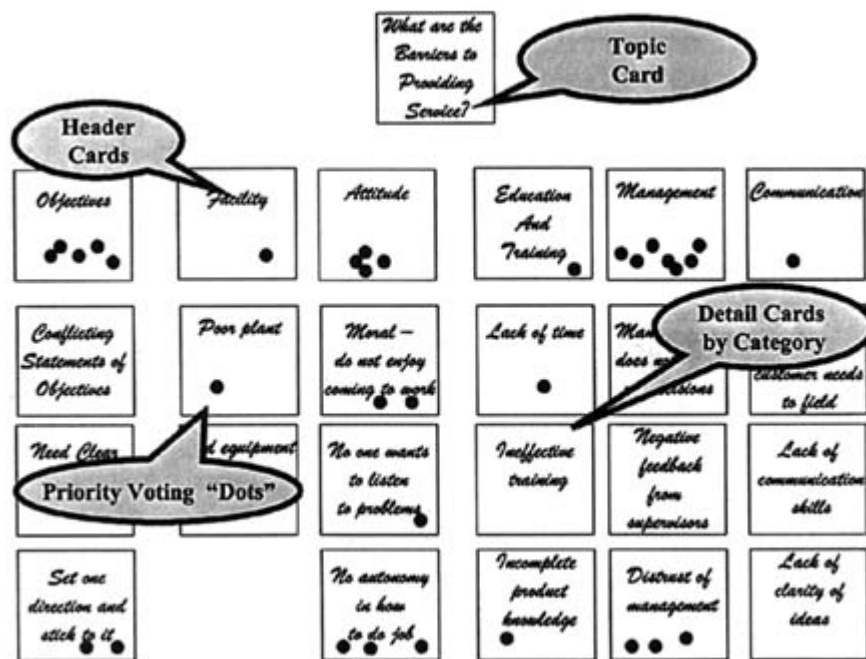 What are the
Barriers to
Providing
Service?
Topic
Card
Header
Cards
Objectives
Facility
Attitude
Education
And
Training
Management
Communication
Conflicting
Statements of
Objectives
Poor plant
Moral –
do not enjoy
coming to work
Lack of time
Detail Cards
by Category
customer needs
to field
Need Clear
equipment
Priority Voting "Dots"
No one wants
to listen
to problems
Ineffective
training
Negative
feedback
from
supervisors
Lack of
communication
skills
Set one
direction and
stick to it
No autonomy
in how
to do job
Incomplete
product
knowledge
Distrust of
management
Lack of
clarity of
ideas